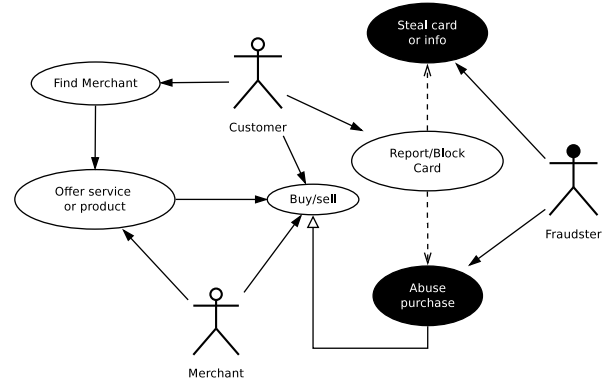 Steal card
or info
Find Merchant
Customer
Report/Block
Card
Offer service
or product
Buy/sell
Fraudster
Abuse
purchase
Merchant